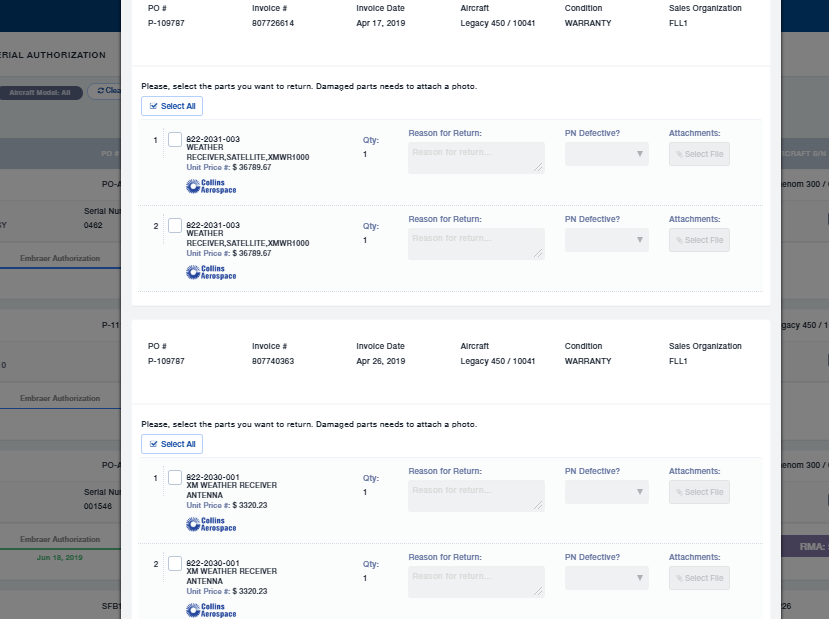 PO # Invoice # Invoice Date Aircraft Condition Sales Organization
P-109787 807726614 Apr 17, 2019 Legacy 450 / 10041 WARRANTY FLL1
ERIAL AUTHORIZATION
Aircraft Model: All Clea
Please, select the parts you want to return. Damaged parts needs to attach a photo.
Select All
PO # RCRAFT S/N
1 822-2031-003 Qty: Reason for Return: PN Defective? Attachments:
WEATHER 1 Reason for return... Select File
RECEIVER,SATELLITE,XMWR1000
Unit Price #: $ 36789.67
Collins
Aerospace
PO-A enom 300 /
Serial Nu
SY 0462
2 822-2031-003 Qty: Reason for Return: PN Defective? Attachments:
WEATHER 1 Reason for return... Select File
RECEIVER,SATELLITE,XMWR1000
Unit Price #: $ 36789.67
Collins
Aerospace
Embraer Authorization
P-11 gacy 450 / 1
PO # Invoice # Invoice Date Aircraft Condition Sales Organization
P-109787 807740363 Apr 26, 2019 Legacy 450 / 10041 WARRANTY FLL1
0
Embraer Authorization
Please, select the parts you want to return. Damaged parts needs to attach a photo.
Select All
PO-A enom 300 /
1 822-2030-001 Qty: Reason for Return: PN Defective? Attachments:
XM WEATHER RECEIVER 1 Reason for return... Select File
ANTENNA
Unit Price #: $ 3320.23
Collins
Aerospace
Serial Nu
001546
Embraer Authorization
Jun 18, 2019 RMA:
2 822-2030-001 Qty: Reason for Return: PN Defective? Attachments:
XM WEATHER RECEIVER 1 Reason for return... Select File
ANTENNA
Unit Price #: $ 3320.23
Collins
Aerospace
SFB1 26